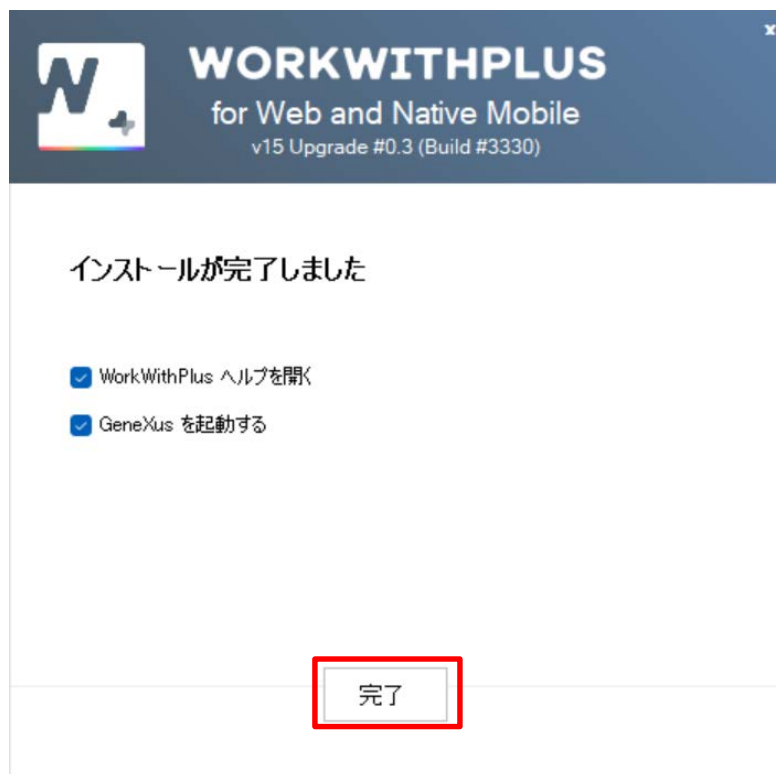 WORKWITHPLUS
for Web and Native Mobile
v15 Upgrade #0.3 (Build #3330)
インストールが完了しました
WorkWithPlus ヘルプを開く
GeneXus を起動する
完了